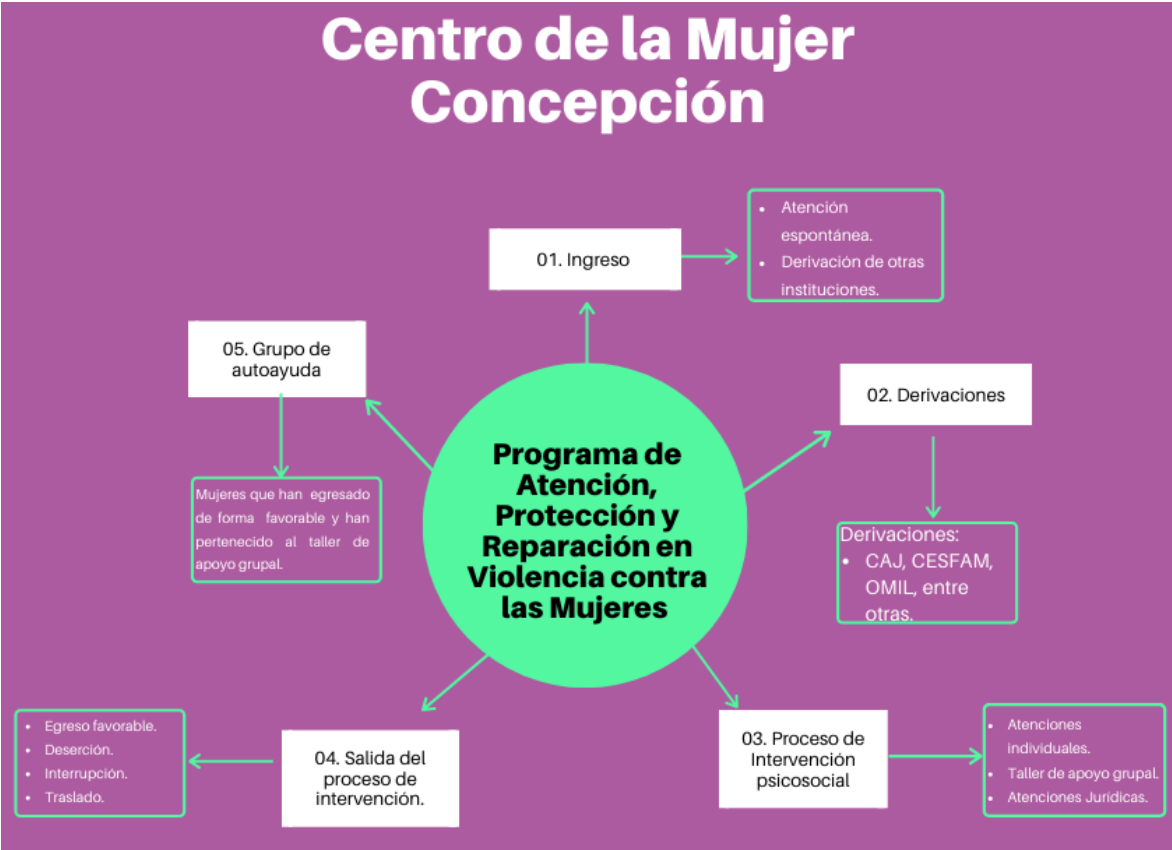 Centro de la Mujer
Concepción
01. Ingreso
• Atención
espontánea.
• Derivación de otras
instituciones.
02. Derivaciones
Derivaciones:
• CAJ, CESFAM,
OMIL, entre
otras.
03. Proceso de
Intervención
psicosocial
• Atenciones
individuales.
• Taller de apoyo grupal.
• Atenciones Jurídicas.
04. Salida del
proceso de
intervención.
• Egreso favorable.
• Deserción.
• Interrupción.
• Traslado.
05. Grupo de
autoayuda
Mujeres que han egresado
de forma favorable y han
pertenecido al taller de
apoyo grupal.
Programa de
Atención,
Protección y
Reparación en
Violencia contra
las Mujeres